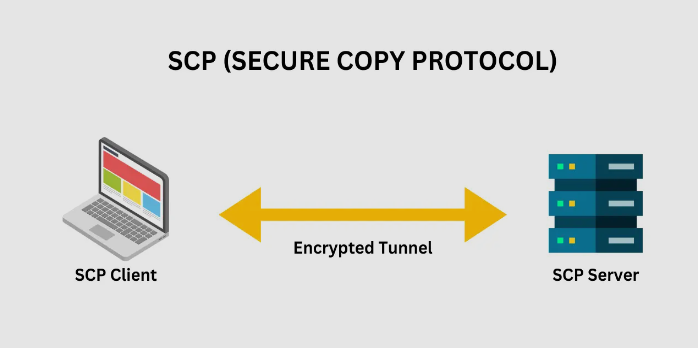 SCP (SECURE COPY PROTOCOL)
Encrypted Tunnel
SCP Client
SCP Server